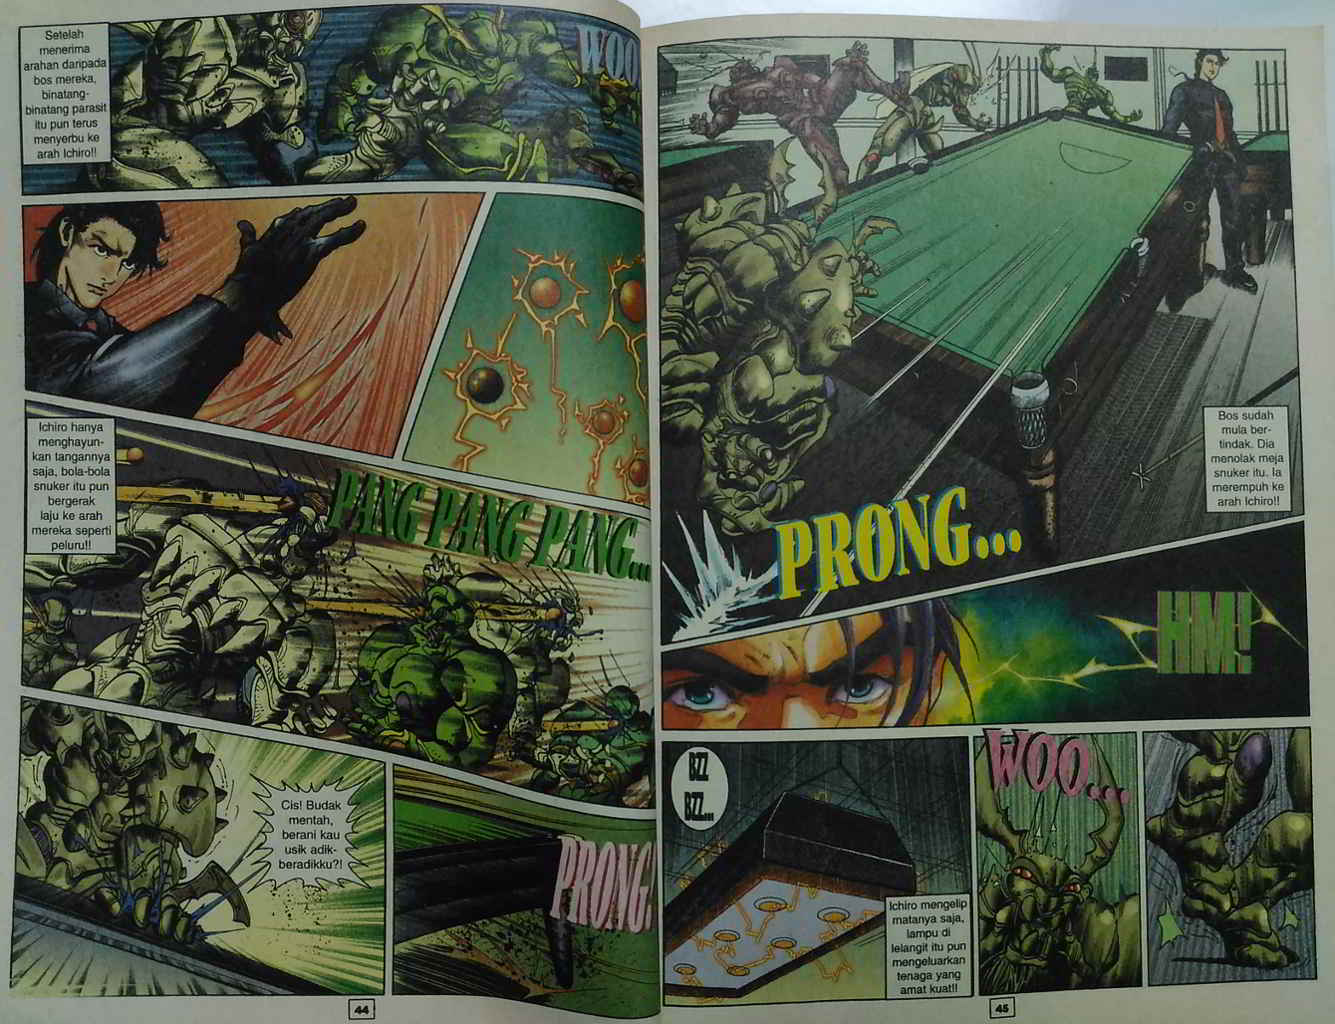 Setelah
menerima
arahan daripada
bos mereka,
binatang-
binatang parasit
itu pun terus
menyerbu ke
arah Ichiro!!
WOO
Ichiro hanya
menghayun-
kan tangannya
saja, bola-bola
snuker itu pun
bergerak
laju ke arah
mereka seperti
peluru!!
PANG PANG PANG...
Cis! Budak
mentah,
berani kau
usik adik-
beradikku?!
PRONG!
44
Bos sudah
mula ber-
tindak. Dia
menolak meja
snuker itu. Ia
merempuh ke
arah Ichiro!!
PRONG...
HM!
BZZ
BZZ...
Ichiro mengelip
matanya saja,
lampu di
lelangit itu pun
mengeluarkan
tenaga yang
amat kuat!!
WOO...
45